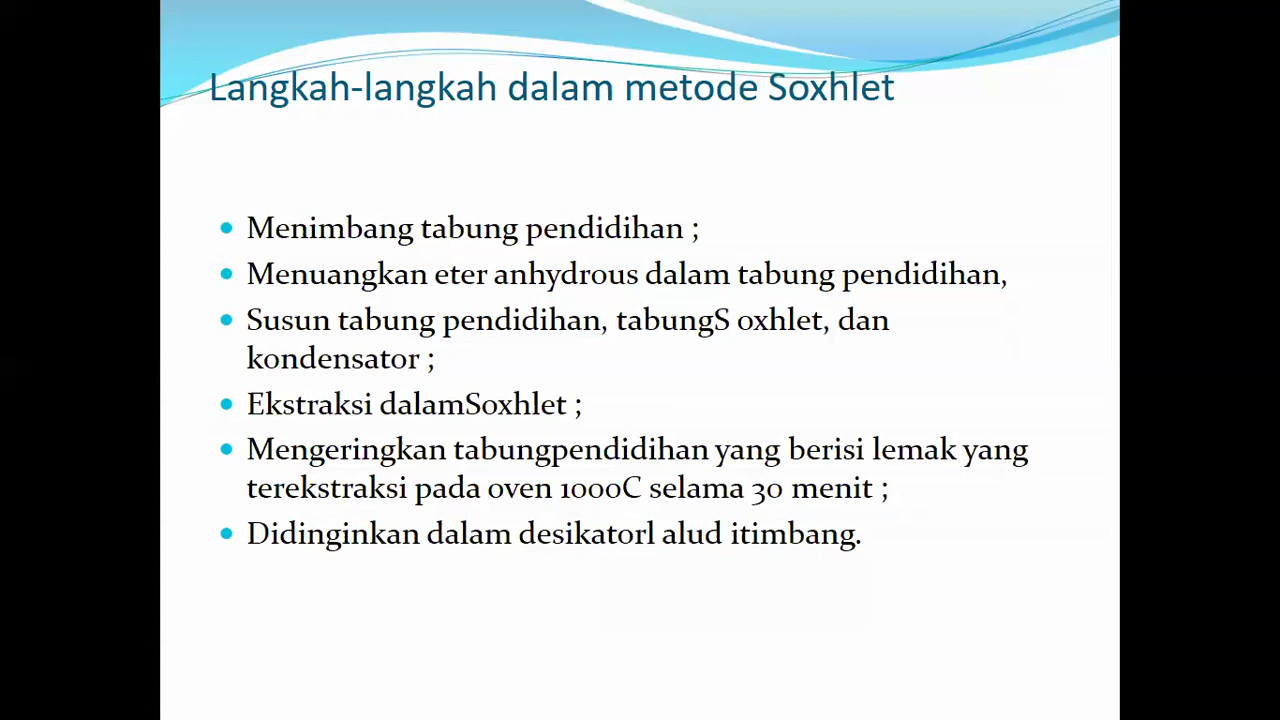 Langkah-langkah dalam metode Soxhlet
Menimbang tabung pendidihan ;
Menuangkan eter anhydrous dalam tabung pendidihan,
Susun tabung pendidihan, tabungS oxhlet, dan
kondensator ;
Ekstraksi dalamSoxhlet ;
Mengeringkan tabungpendidihan yang berisi lemak yang
terekstraksi pada oven 1000C selama 30 menit ;
Didinginkan dalam desikatorl alud itimbang.